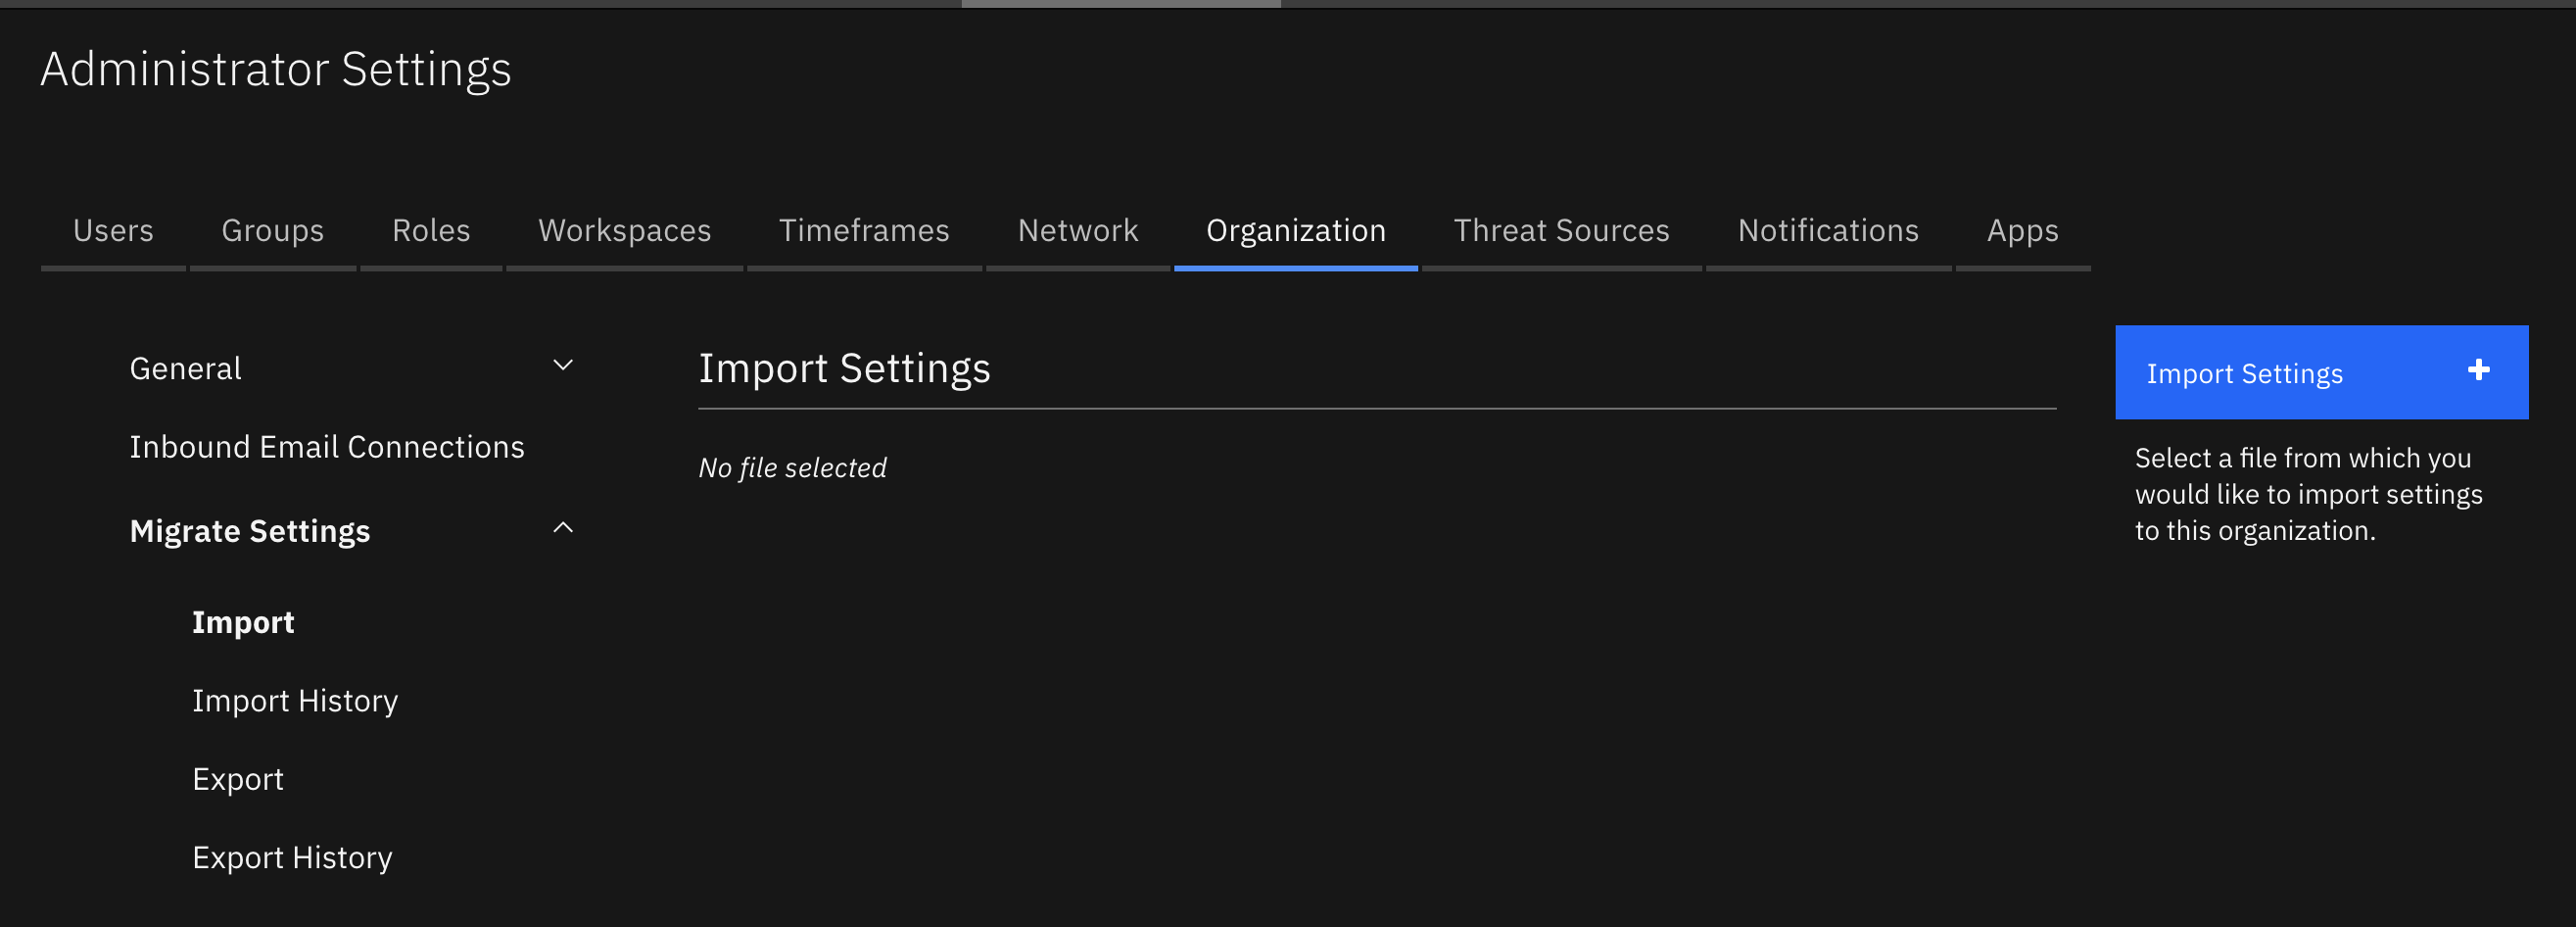 Administrator Settings
Users Groups Roles Workspaces Timeframes Network Organization Threat Sources Notifications Apps
General
Inbound Email Connections
Migrate Settings
Import
Import History
Export
Export History
Import Settings
No file selected
Import Settings
Select a file from which you
would like to import settings
to this organization.